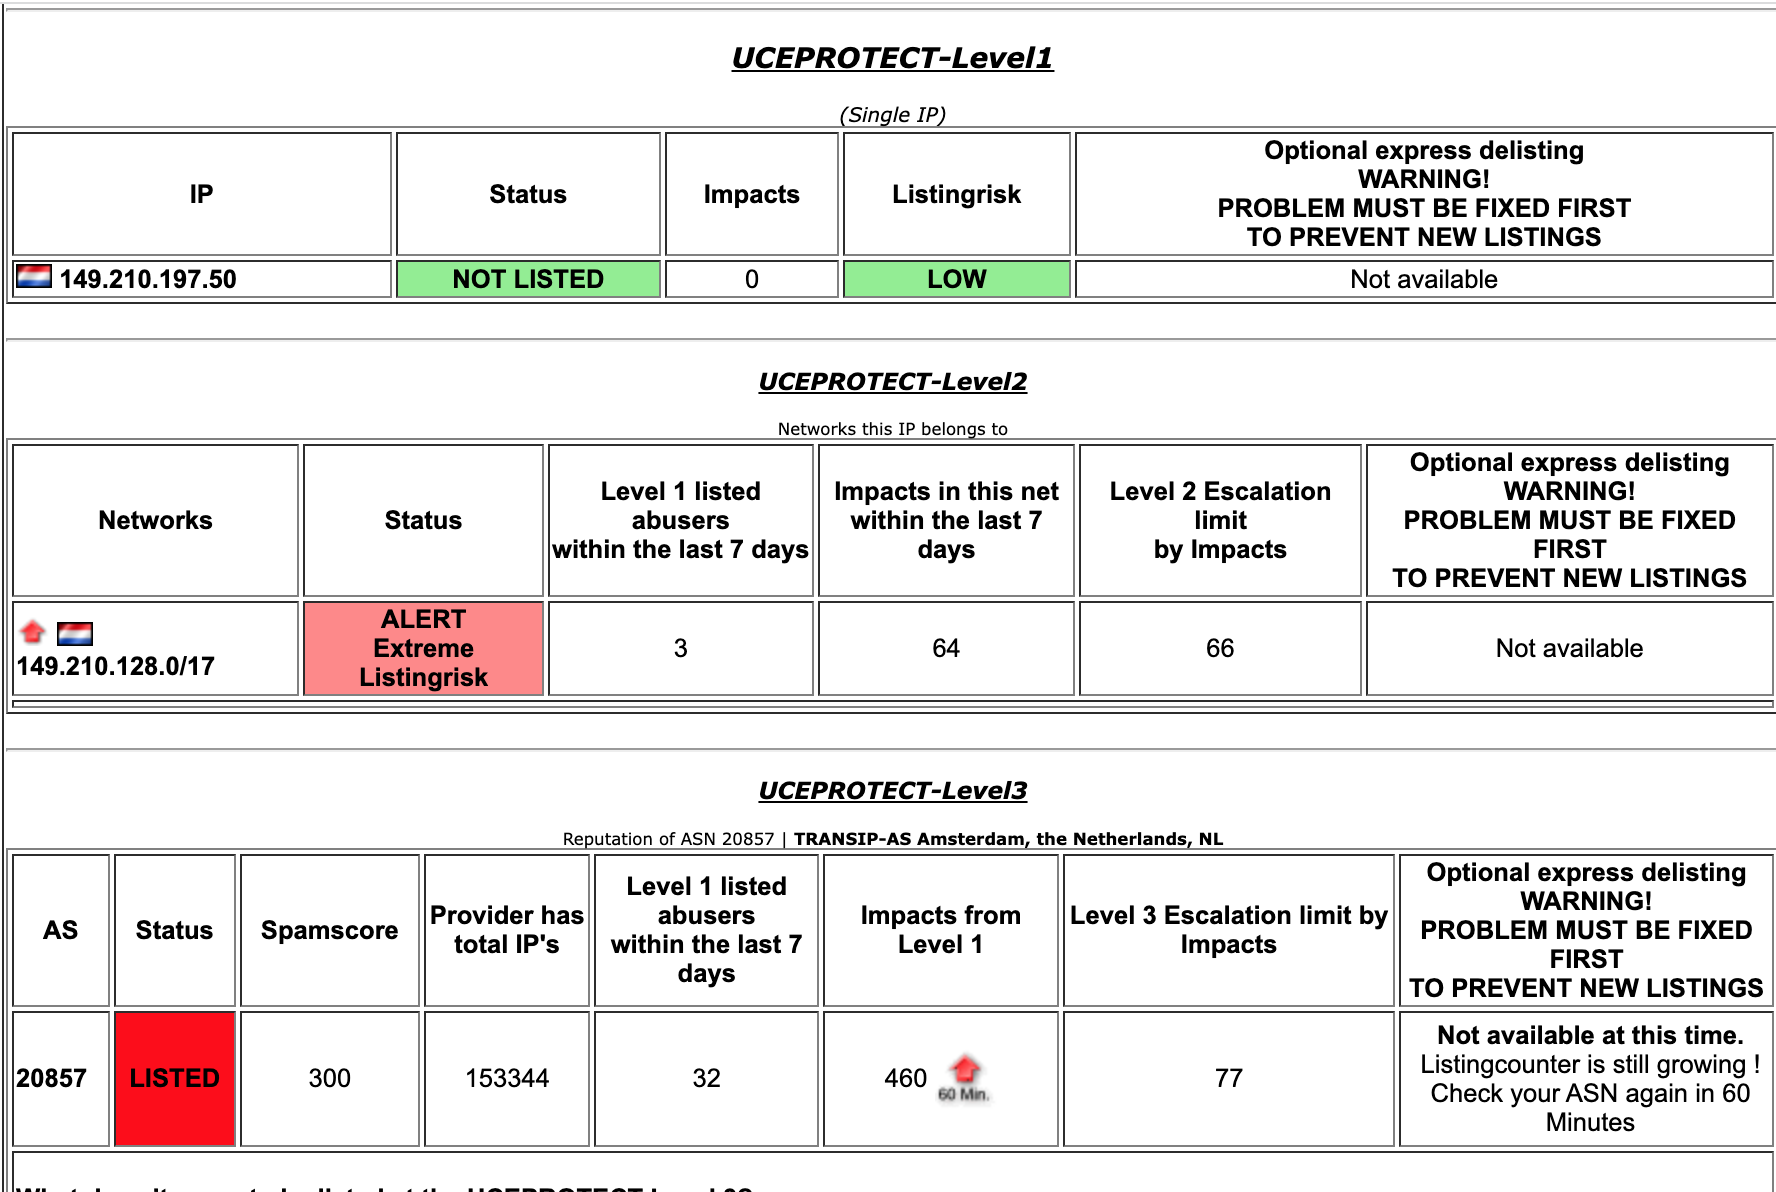 UCEPROTECT-Level1
(Single IP)
IP
Status
Impacts
Listingrisk
Optional express delisting
WARNING!
PROBLEM MUST BE FIXED FIRST
TO PREVENT NEW LISTINGS
149.210.197.50
NOT LISTED
0
LOW
Not available
UCEPROTECT-Level2
Networks this IP belongs to
Networks
Status
Level 1 listed
abusers
within the last 7 days
Impacts in this net
within the last 7
days
Level 2 Escalation
limit
by Impacts
Optional express delisting
WARNING!
PROBLEM MUST BE FIXED
FIRST
TO PREVENT NEW LISTINGS
149.210.128.0/17
ALERT
Extreme
Listingrisk
3
64
66
Not available
UCEPROTECT-Level3
Reputation of ASN 20857 | TRANSIP-AS Amsterdam, the Netherlands, NL
AS
Status
Spamscore
Provider has
total IP's
Level 1 listed
abusers
within the last 7
days
Impacts from
Level 1
Level 3 Escalation limit by
Impacts
Optional express delisting
WARNING!
PROBLEM MUST BE FIXED
FIRST
TO PREVENT NEW LISTINGS
20857
LISTED
300
153344
32
460
60 Min.
77
Not available at this time.
Listingcounter is still growing !
Check your ASN again in 60
Minutes